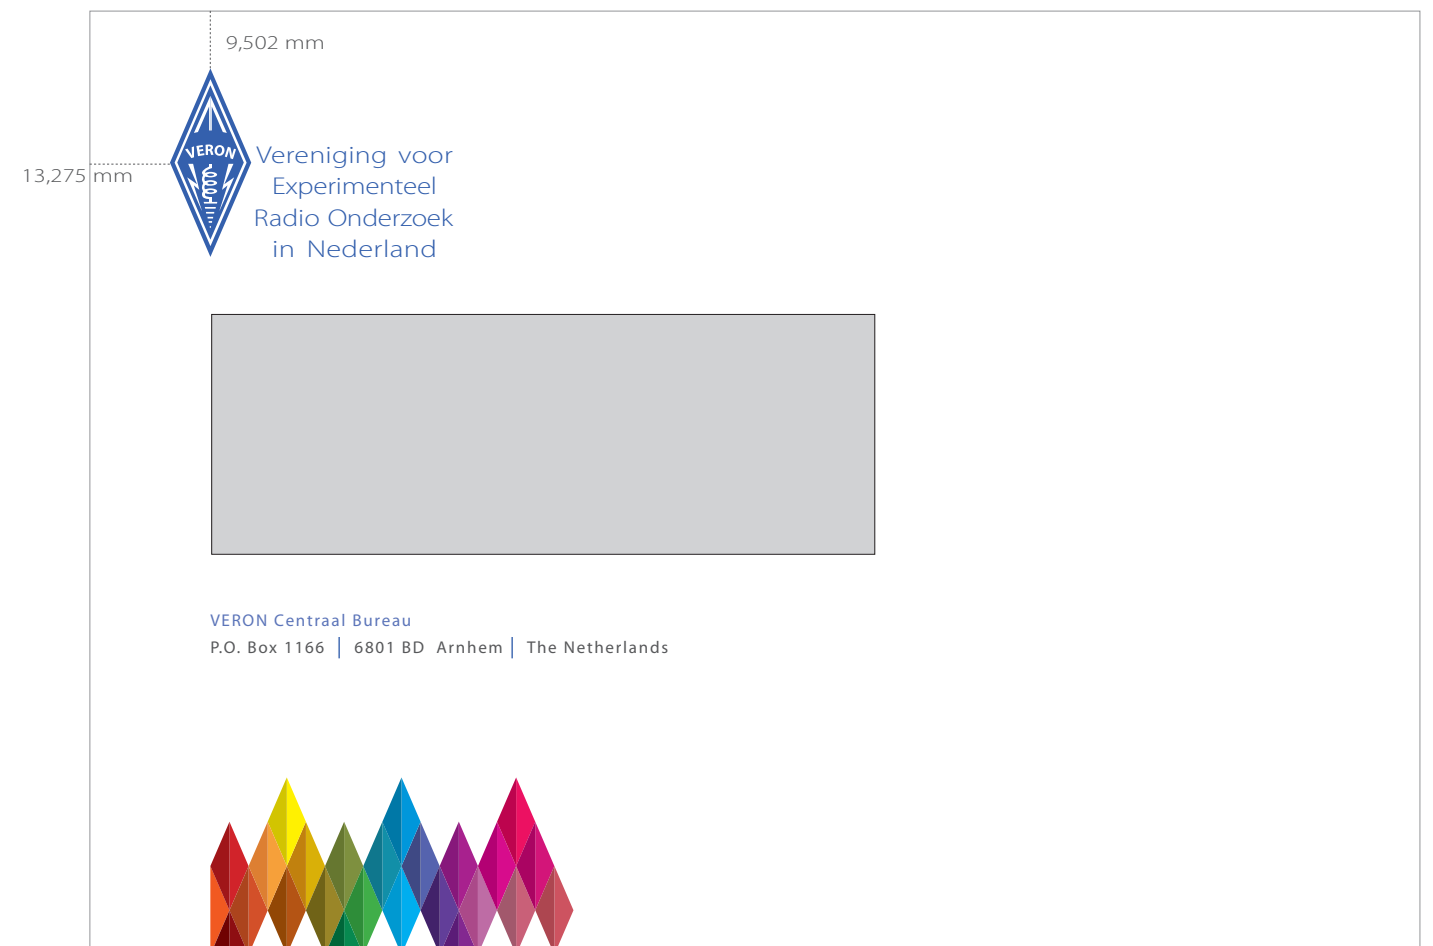 9,502 mm
VERON
Vereniging voor
13,275 mm
Experimenteel
Radio Onderzoek
in Nederland
VERON Centraal Bureau
P.O. Box 1166 | 6801 BD Arnhem | The Netherlands